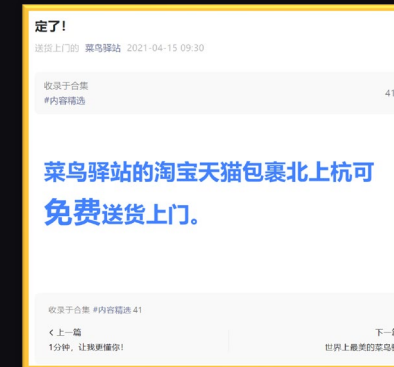 定了！
送货上门的 菜鸟驿站 2021-04-15 09:30
收录于合集
#内容精选
41
菜鸟驿站的淘宝天猫包裹北上杭可
免费送货上门。
收录于合集 #内容精选 41
＜上一篇
下一
1分钟，让我更懂你！
世界上最美的菜鸟